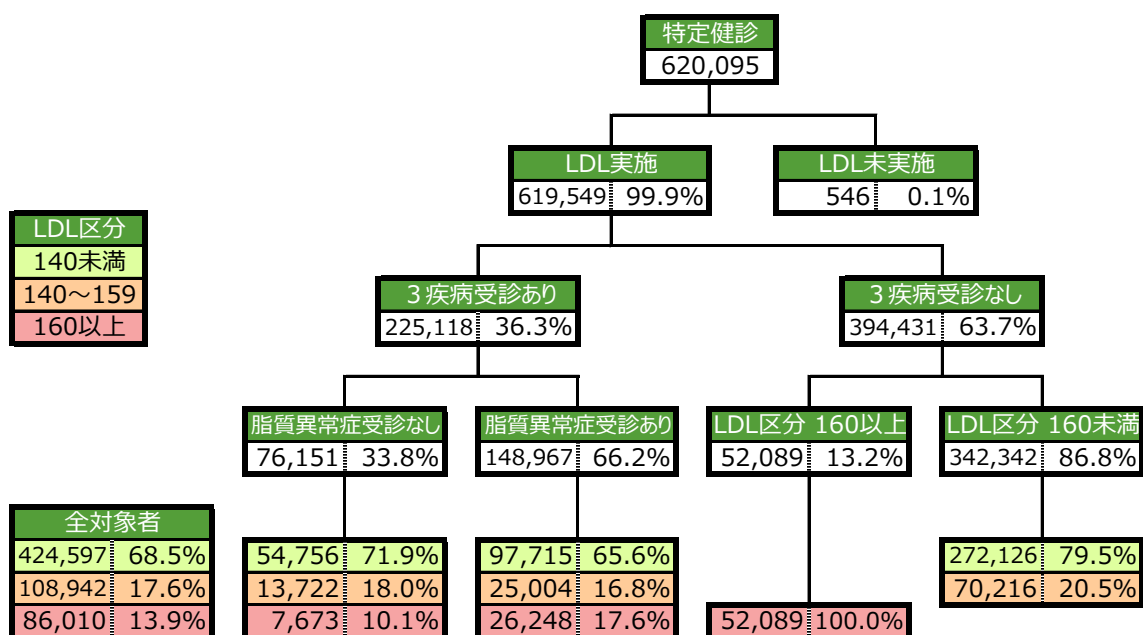 特定健診
620,095
LDL実施
619,549 99.9%
LDL未実施
546 0.1%
LDL区分
140未満
140～159
160以上
３疾病受診あり
225,118 36.3%
３疾病受診なし
394,431 63.7%
脂質異常症受診なし
76,151 33.8%
脂質異常症受診あり
148,967 66.2%
LDL区分 160以上
52,089 13.2%
LDL区分 160未満
342,342 86.8%
全対象者
424,597 68.5%
108,942 17.6%
86,010 13.9%
54,756 71.9%
13,722 18.0%
7,673 10.1%
97,715 65.6%
25,004 16.8%
26,248 17.6%
52,089 100.0%
272,126 79.5%
70,216 20.5%